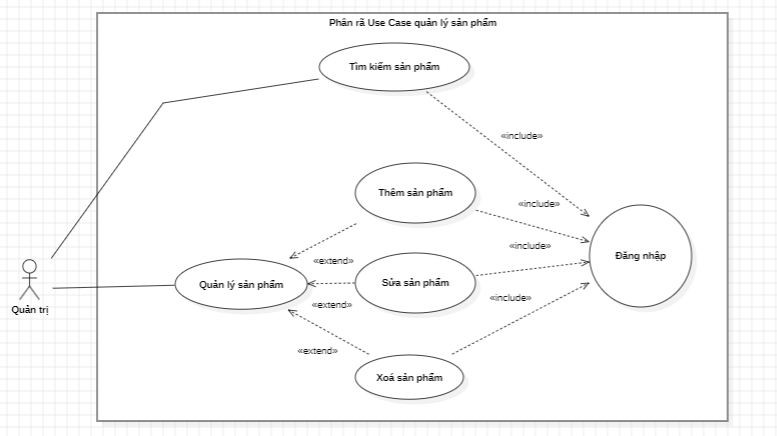 Phân rã Use Case quản lý sản phẩm
Tìm kiếm sản phẩm
«include»
Thêm sản phẩm
«include»
«include»
Đăng nhập
«extend»
Quản lý sản phẩm
Sửa sản phẩm
«include»
«extend»
Quản trị
«extend»
Xoá sản phẩm